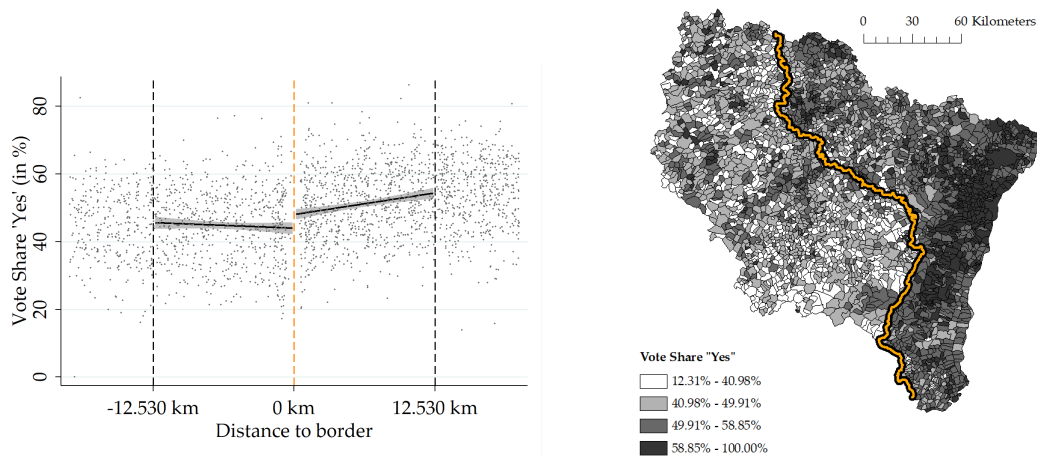 80
60
40
20
0
Vote Share 'Yes' (in %)
-12.530 km 0 km 12.530 km
Distance to border
0 30 60 Kilometers
Vote Share "Yes"
12.31% - 40.98%
40.98% - 49.91%
49.91% - 58.85%
58.85% - 100.00%